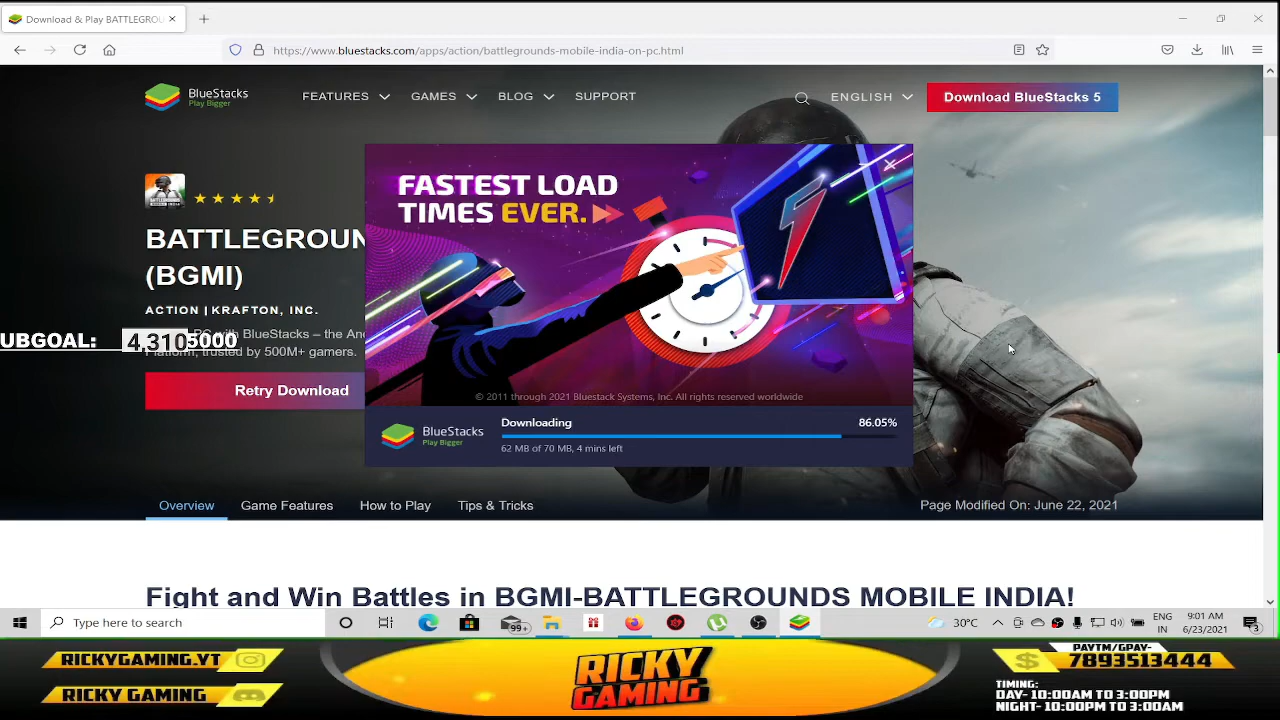 Download & Play BATTLEGROU
https://www.bluestacks.com/apps/action/battlegrounds-mobile-india-on-pc.html
BlueStacks
Play Bigger
FEATURES
GAMES
BLOG
SUPPORT
ENGLISH
Download BlueStacks 5
BATTLEGROUN
(BGMI)
ACTION | KRAFTON, INC.
PC with BlueStacks – the An
Platform, trusted by 500M+ gamers.
UBGOAL:
4,310
5000
Retry Download
FASTEST LOAD
TIMES EVER.
© 2011 through 2021 Bluestack Systems, Inc. All rights reserved worldwide
BlueStacks
Play Bigger
Downloading
86.05%
62 MB of 70 MB, 4 mins left
Overview
Game Features
How to Play
Tips & Tricks
Page Modified On: June 22, 2021
Fight and Win Battles in BGMI-BATTLEGROUNDS MOBILE INDIA!
Type here to search
99+
30°C
ENG
IN
9:01 AM
6/23/2021
3
RICKYGAMING.YT
RICKY GAMING
RICKY
GAMING
PAYTM/GPAY-
7893513444
TIMING:
DAY- 10:00AM TO 3:00PM
NIGHT- 10:00PM TO 3:00AM